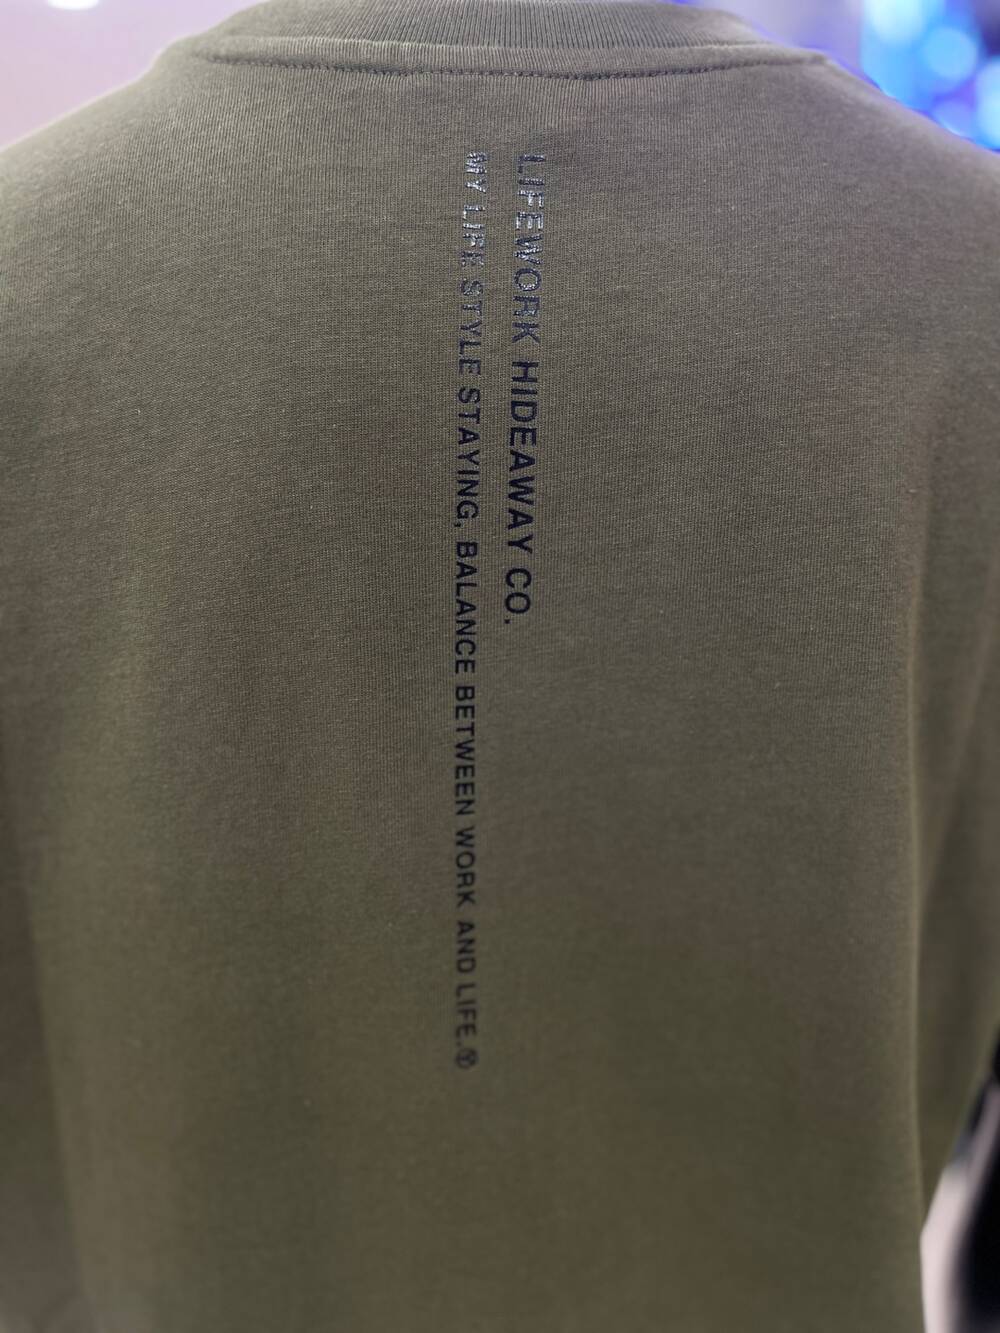 LIFEWORK HIDEAWAY CO.
MY LIFE STYLE STAYING, BALANCE BETWEEN WORK AND LIFE.®